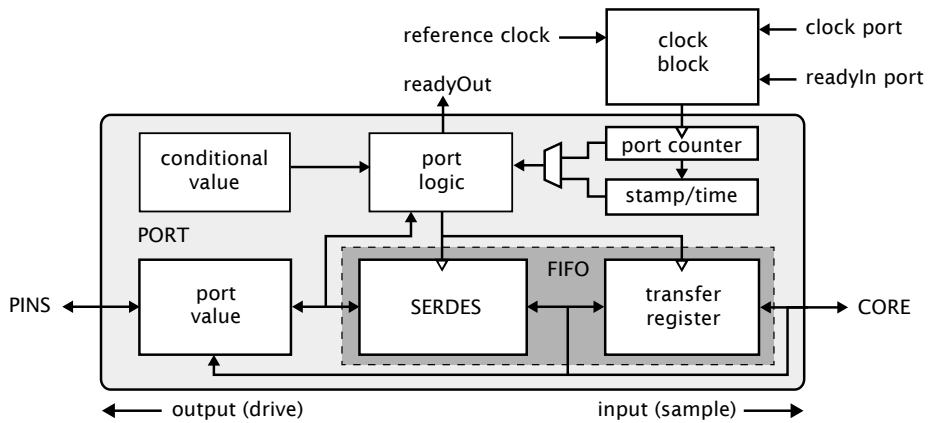 reference clock
clock
block
clock port
readyIn port
readyOut
conditional
value
port
logic
port counter
stamp/time
PORT
FIFO
PINS
port
value
SERDES
transfer
register
CORE
output (drive)
input (sample)